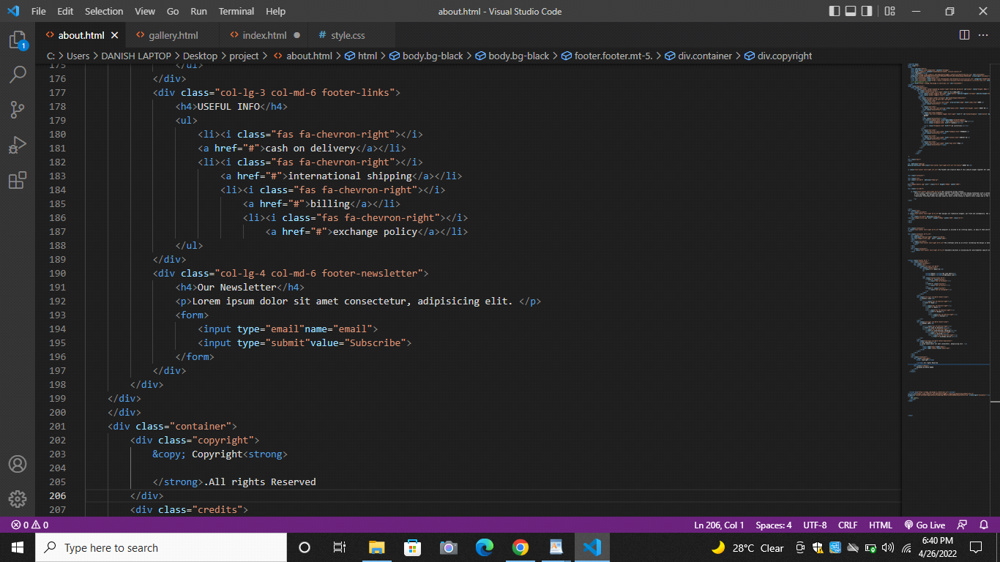 File Edit Selection View Go Run Terminal Help about.html - Visual Studio Code
about.html gallery.html index.html style.css
C: > Users > DANISH LAPTOP > Desktop > project > about.html > html > body.bg-black > body.bg-black > footer.footer.mt-5. > div.container > div.copyright
1
175 </ul>
176 </div>
177 <div class="col-lg-3 col-md-6 footer-links">
178 <h4>USEFUL INFO</h4>
179 <ul>
180 <li><i class="fas fa-chevron-right"></i>
181 <a href="#">cash on delivery</a></li>
182 <li><i class="fas fa-chevron-right"></i>
183 <a href="#">international shipping</a></li>
184 <li><i class="fas fa-chevron-right"></i>
185 <a href="#">billing</a></li>
186 <li><i class="fas fa-chevron-right"></i>
187 <a href="#">exchange policy</a></li>
188 </ul>
189 </div>
190 <div class="col-lg-4 col-md-6 footer-newsletter">
191 <h4>Our Newsletter</h4>
192 <p>Lorem ipsum dolor sit amet consectetur, adipisicing elit. </p>
193 <form>
194 <input type="email"name="email">
195 <input type="submit"value="Subscribe">
196 </form>
197 </div>
198 </div>
199 </div>
200 </div>
201 <div class="container">
202 <div class="copyright">
203 &copy; Copyright<strong>
204
205 </strong>.All rights Reserved
206 </div>
207 <div class="credits">
0 0 Ln 206, Col 1 Spaces: 4 UTF-8 CRLF HTML Go Live
Type here to search 28°C Clear 6:40 PM
4/26/2022